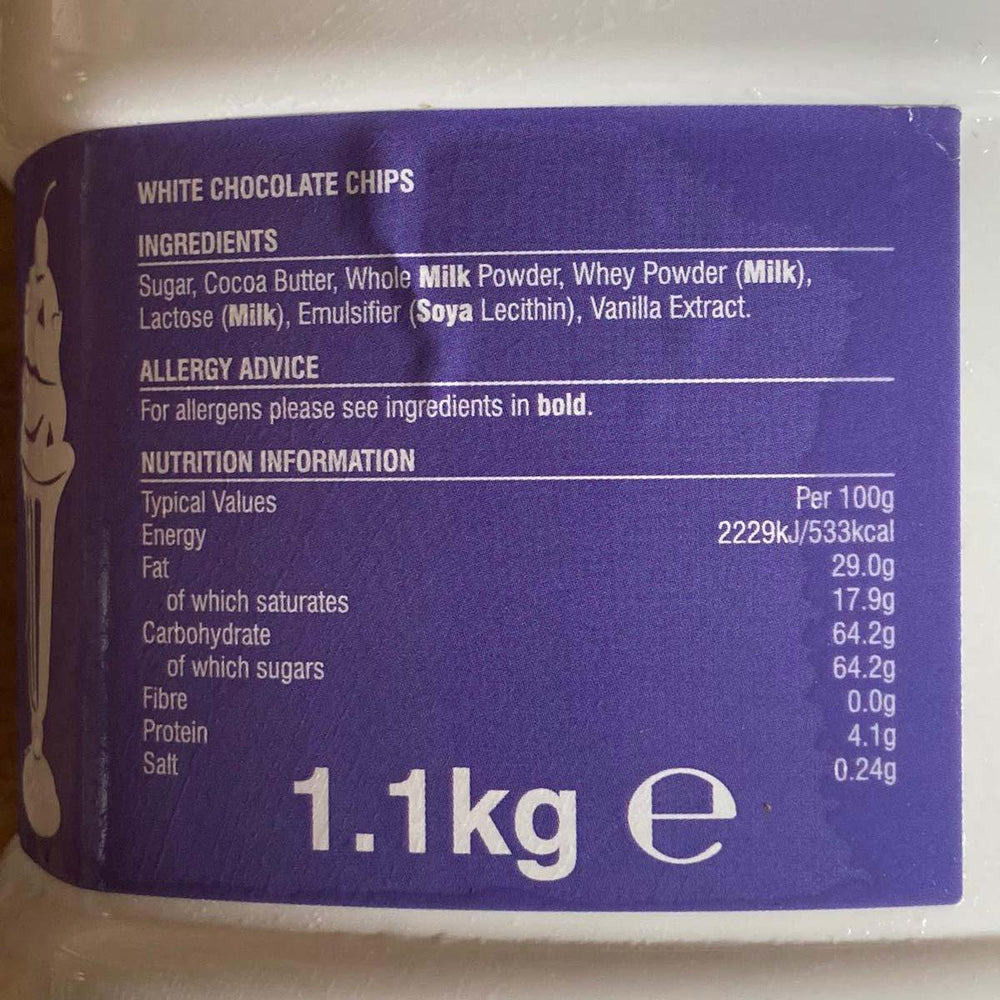 WHITE CHOCOLATE CHIPS
INGREDIENTS
Sugar, Cocoa Butter, Whole Milk Powder, Whey Powder (Milk),
Lactose (Milk), Emulsifier (Soya Lecithin), Vanilla Extract.
ALLERGY ADVICE
For allergens please see ingredients in bold.
NUTRITION INFORMATION
Typical Values Per 100g
Energy 2229kJ/533kcal
Fat 29.0g
of which saturates 17.9g
Carbohydrate 64.2g
of which sugars 64.2g
Fibre 0.0g
Protein 4.1g
Salt 0.24g
1.1kg e